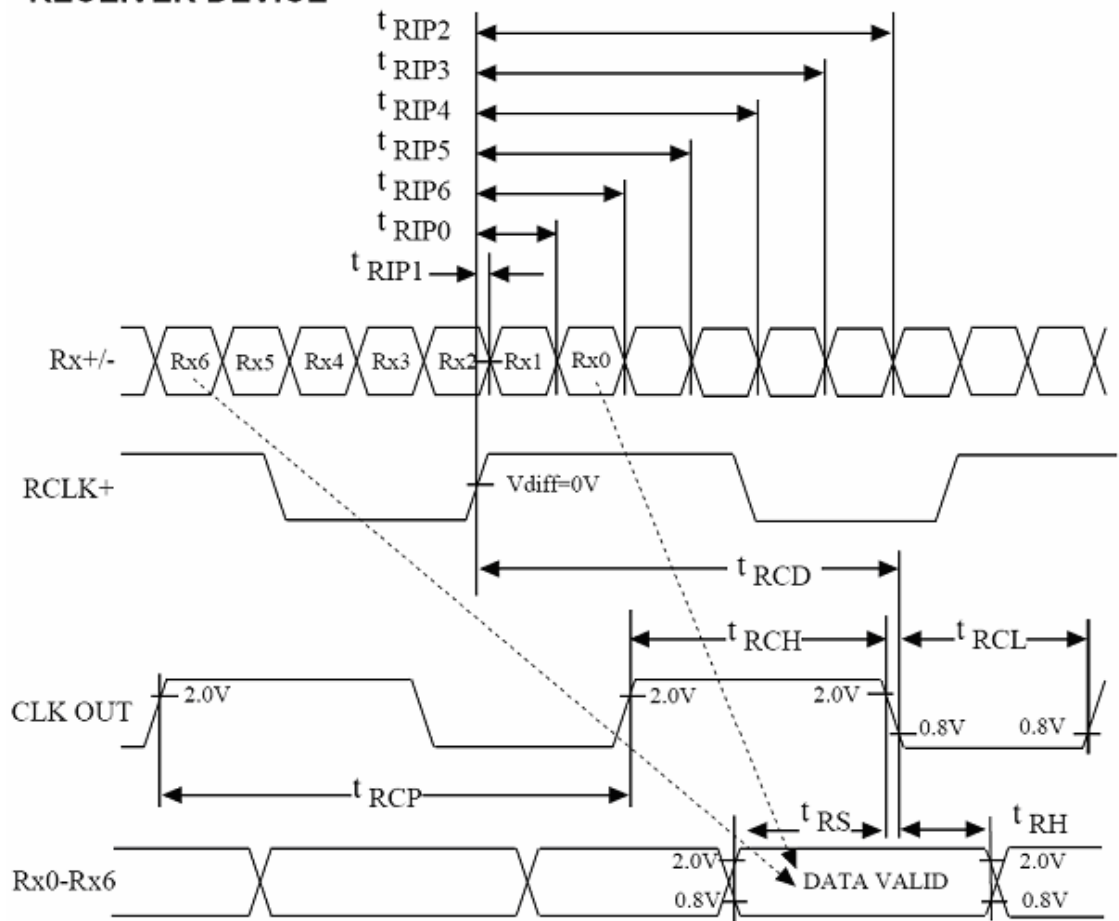 RECEIVER DEVICE
t RIP2
t RIP3
t RIP4
t RIP5
t RIP6
t RIP0
t RIP1
Rx+/- Rx6 Rx5 Rx4 Rx3 Rx2 Rx1 Rx0
RCLK+ Vdiff=0V
t RCD
t RCH t RCL
CLK OUT 2.0V 2.0V 2.0V 0.8V 0.8V
t RCP
t RS t RH
Rx0-Rx6 2.0V DATA VALID 2.0V
0.8V 0.8V